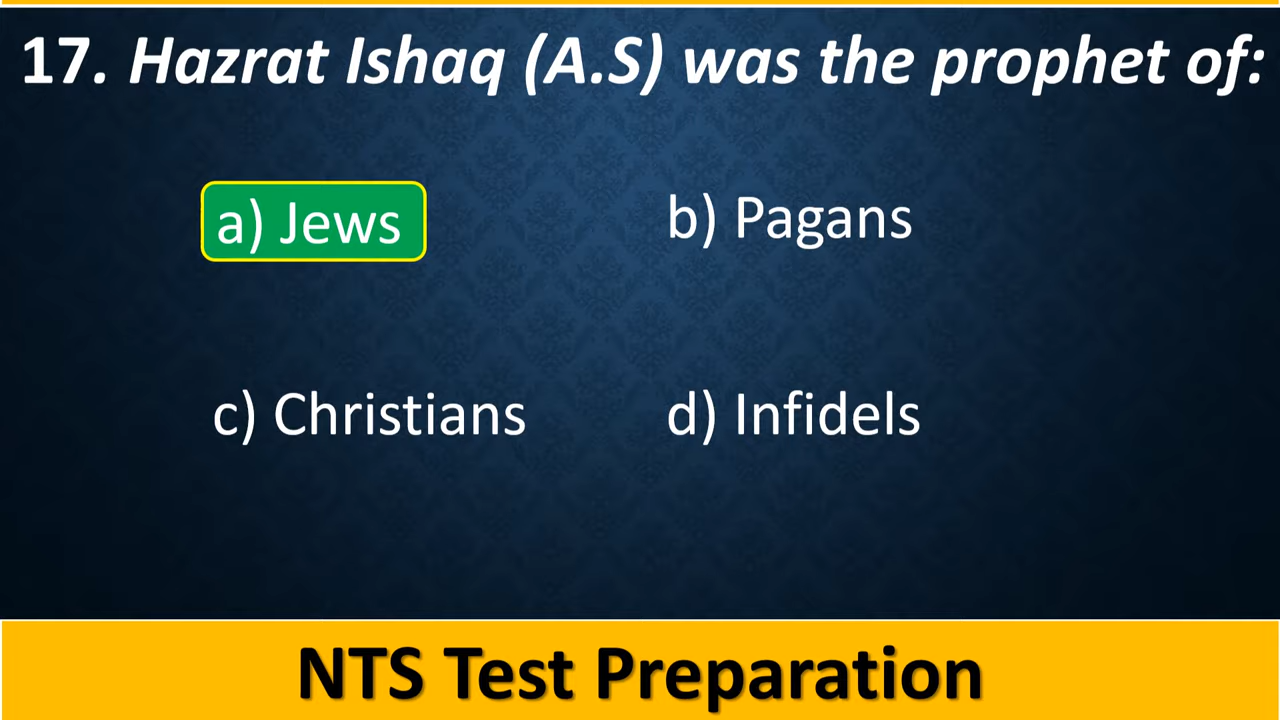 17. Hazrat Ishaq (A.S) was the prophet of:
a) Jews
b) Pagans
c) Christians
d) Infidels
NTS Test Preparation